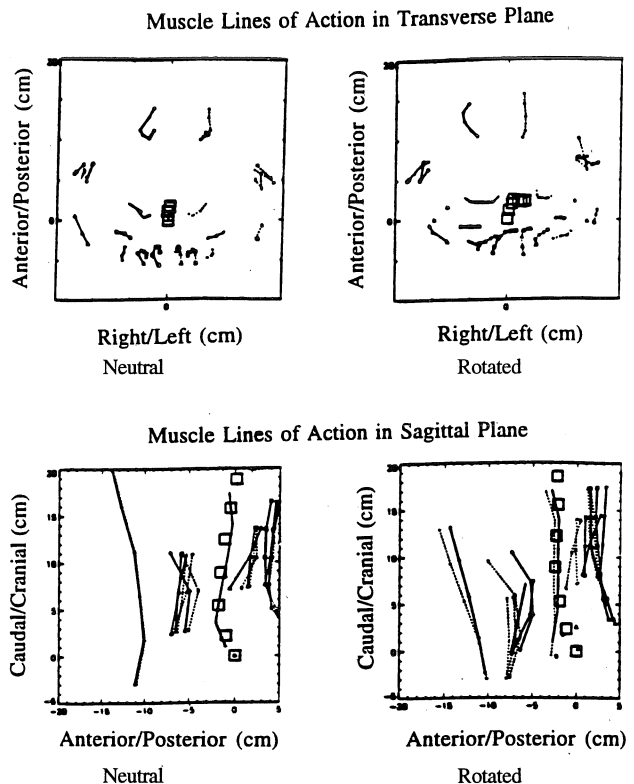 Muscle Lines of Action in Transverse Plane
Anterior/Posterior (cm)
20
0
0
Right/Left (cm)
Neutral
Anterior/Posterior (cm)
20
0
0
Right/Left (cm)
Rotated
Muscle Lines of Action in Sagittal Plane
Caudal/Cranial (cm)
20
15
10
5
0
-5
-20 -15 -10 -5 0 5
Anterior/Posterior (cm)
Neutral
Caudal/Cranial (cm)
20
15
10
5
0
-5
-20 -15 -10 -5 0 5
Anterior/Posterior (cm)
Rotated